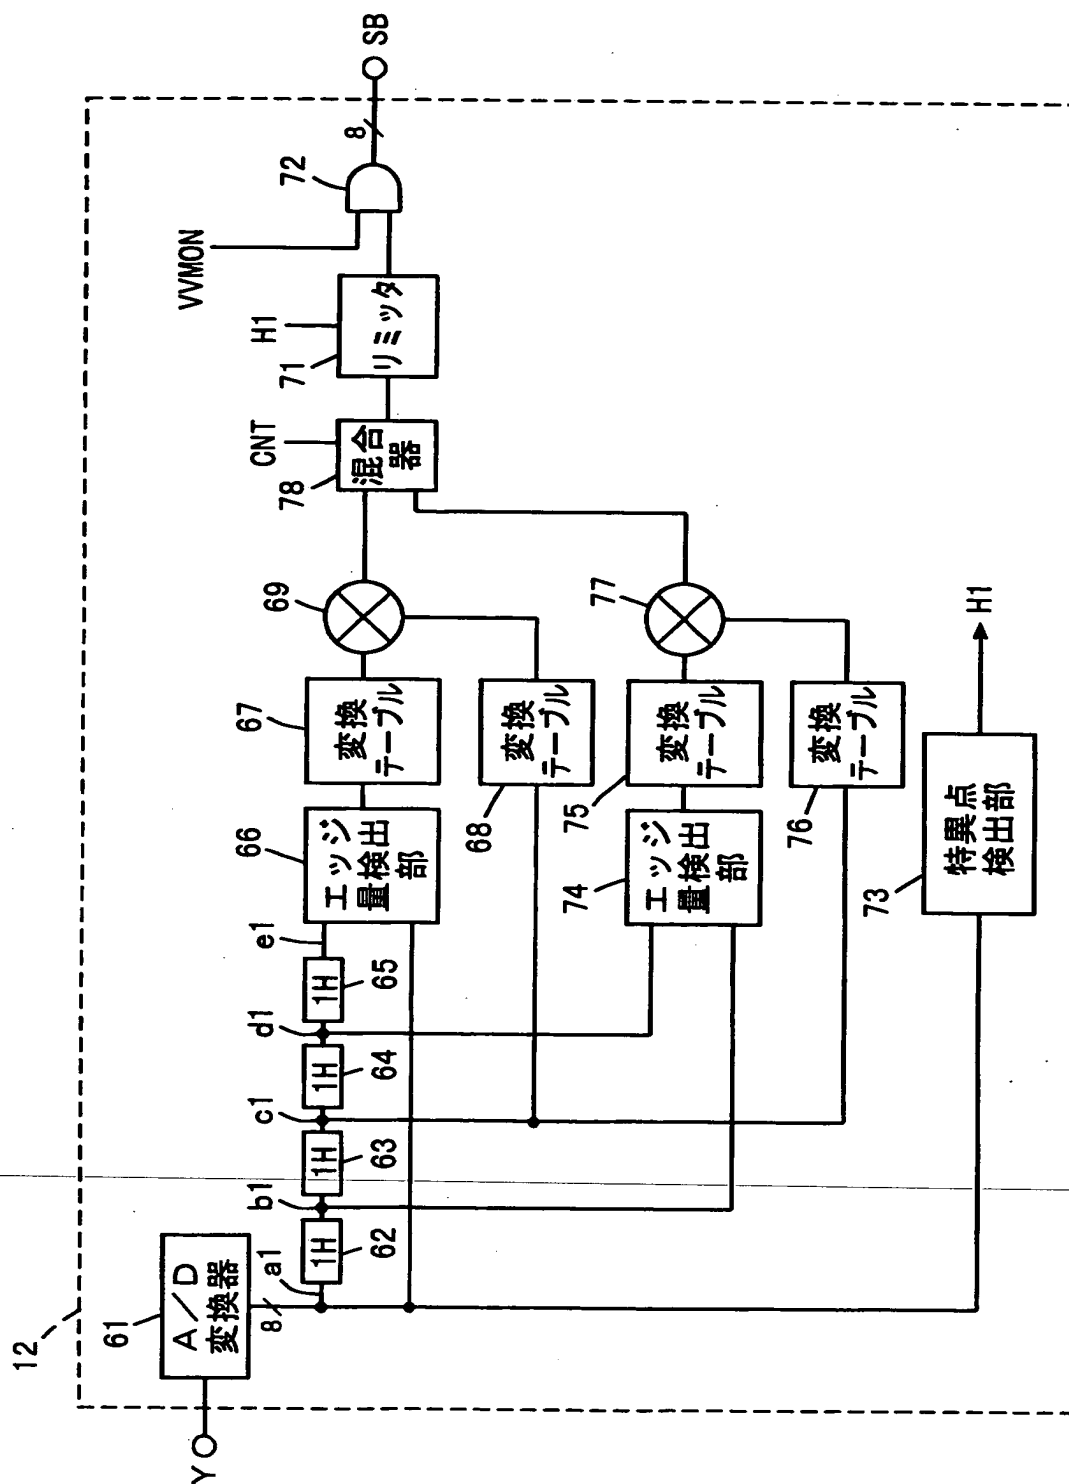 12
Y
61
A/D
変換器
8
a1
1H
62
b1
1H
63
c1
1H
64
d1
1H
65
e1
66
エッジ
量検出
部
67
変換
テーブル
68
変換
テーブル
69
74
エッジ
量検出
部
75
変換
テーブル
76
変換
テーブル
77
73
特異点
検出部
H1
78
CNT
混合
器
71
H1
リミッタ
VVMON
72
8
SB